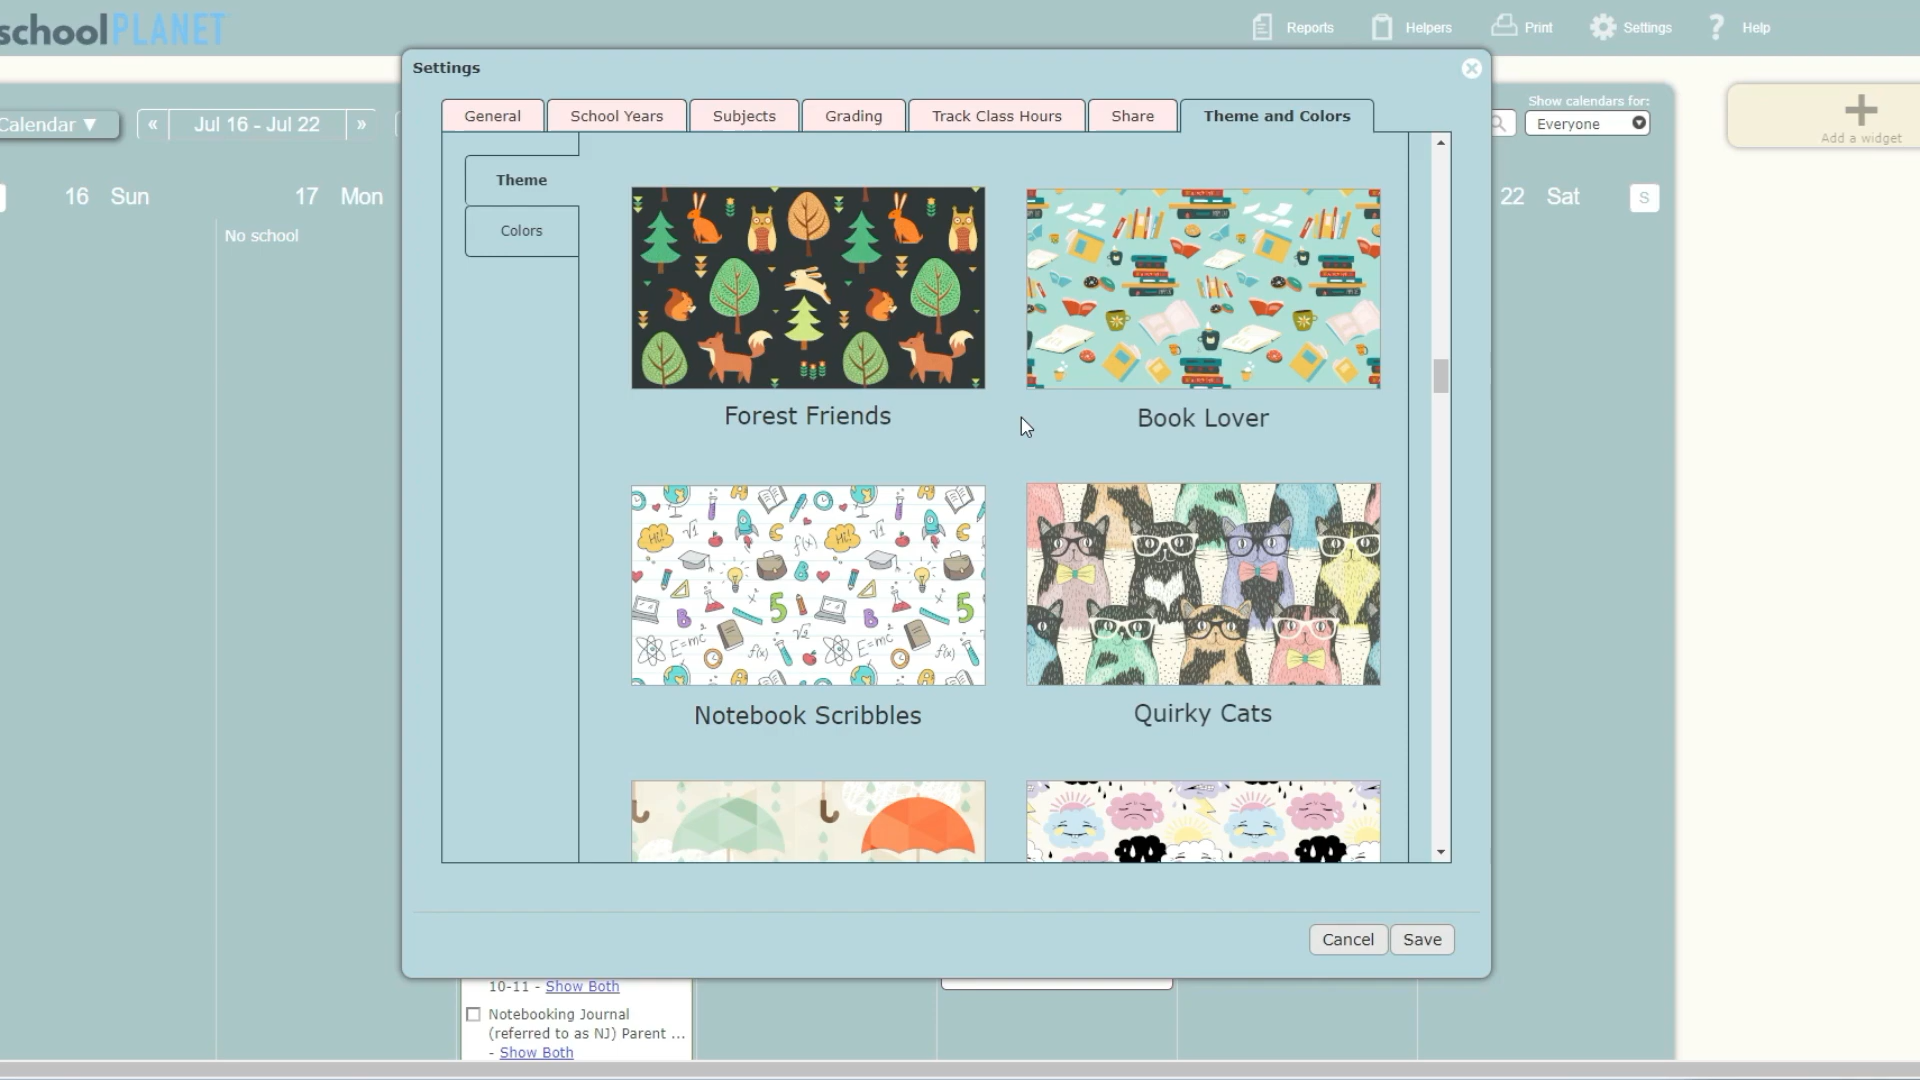 schoolPLANET
Reports
Helpers
Print
Settings
Help
Settings
General
School Years
Subjects
Grading
Track Class Hours
Share
Theme and Colors
Calendar ▼
«
Jul 16 - Jul 22
»
Show calendars for:
Everyone
Add a widget
Theme
Colors
16 Sun
17 Mon
22 Sat
S
No school
Forest Friends
Book Lover
Notebook Scribbles
Quirky Cats
Cancel
Save
10-11 - Show Both
Notebooking Journal
(referred to as NJ) Parent ...
- Show Both